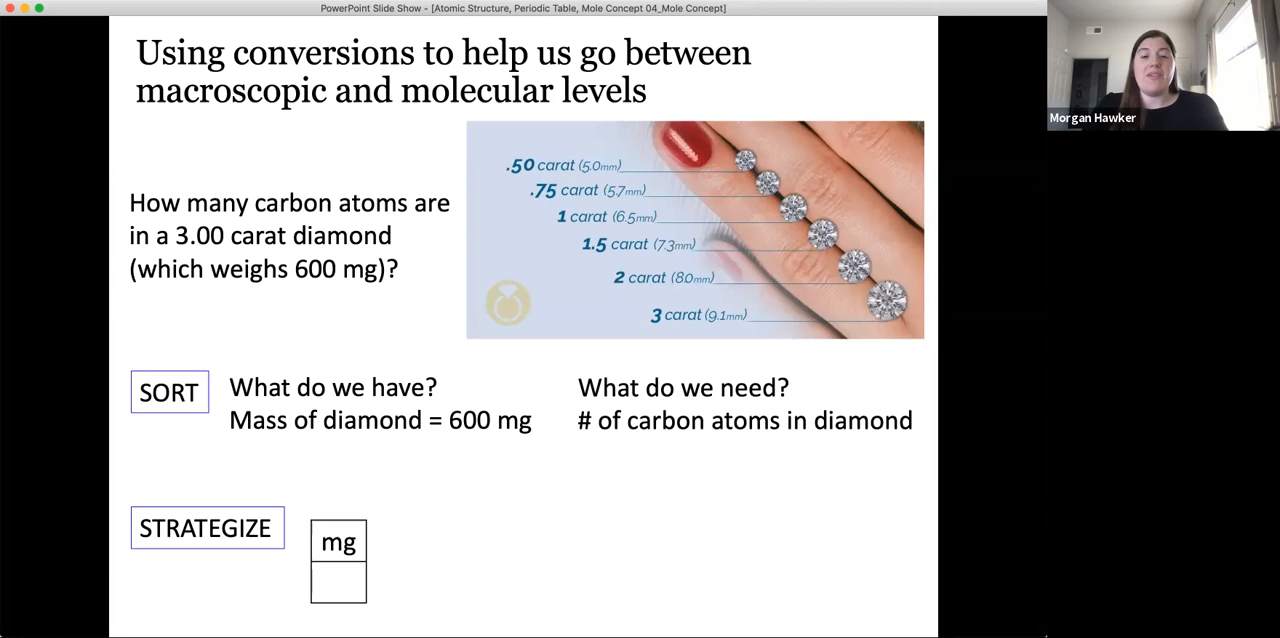 PowerPoint Slide Show - [Atomic Structure, Periodic Table, Mole Concept 04_Mole Concept]
Using conversions to help us go between
macroscopic and molecular levels
How many carbon atoms are
in a 3.00 carat diamond
(which weighs 600 mg)?
.50 carat (5.0mm)
.75 carat (5.7mm)
1 carat (6.5mm)
1.5 carat (7.3mm)
2 carat (8.0mm)
3 carat (9.1mm)
SORT
What do we have?
Mass of diamond = 600 mg
What do we need?
# of carbon atoms in diamond
STRATEGIZE
mg
Morgan Hawker